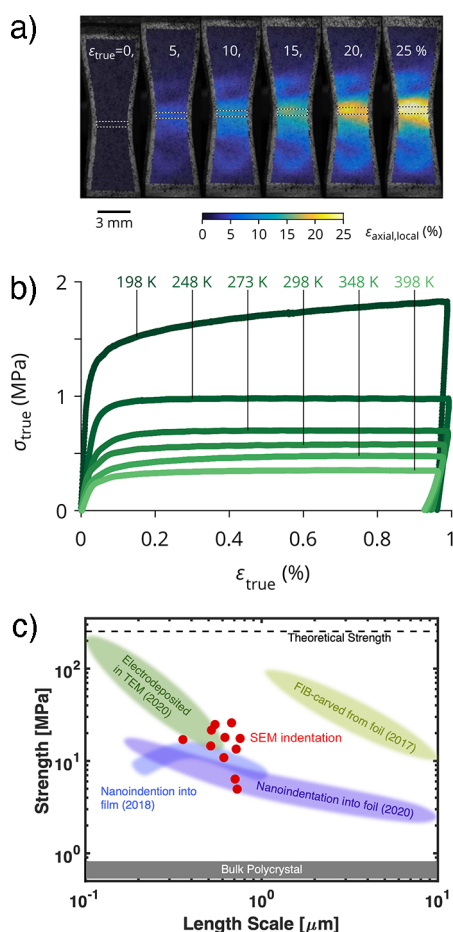 a)
εtrue=0, 5, 10, 15, 20, 25 %
3 mm
0 5 10 15 20 25
εaxial,local (%)
b)
198 K 248 K 273 K 298 K 348 K 398 K
2
1
0
σtrue (MPa)
0 0.2 0.4 0.6 0.8 1
εtrue (%)
c)
Theoretical Strength
Electrodeposited
in TEM (2020)
FIB-carved from foil (2017)
SEM indentation
Nanoindention into
film (2018)
Nanoindentation into foil (2020)
Bulk Polycrystal
10²
10¹
10⁰
Strength [MPa]
10⁻¹ 10⁰ 10¹
Length Scale [μm]